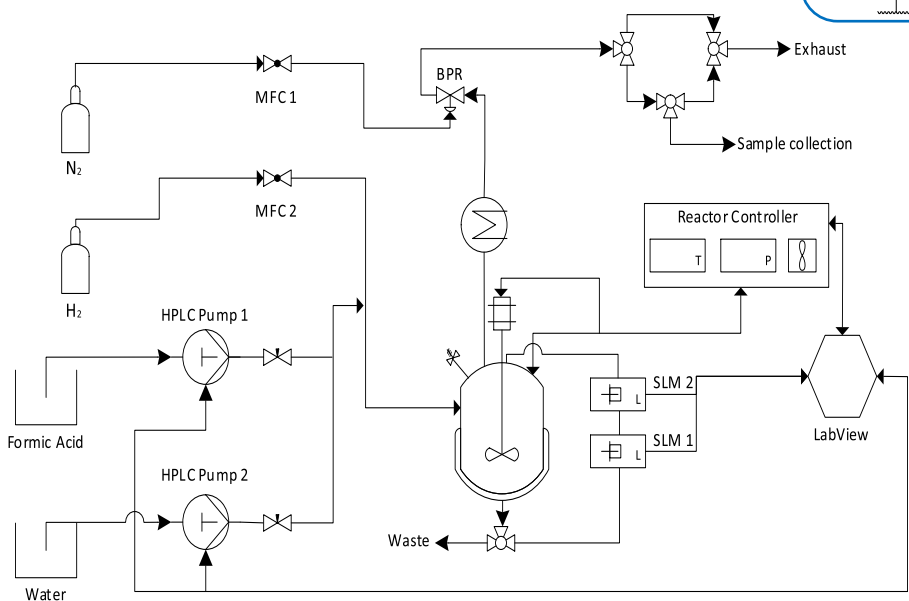 BPR
Exhaust
MFC 1
Sample collection
N2
MFC 2
Reactor Controller
T
P
H2
HPLC Pump 1
SLM 2
L
Formic Acid
SLM 1
L
LabView
HPLC Pump 2
Waste
Water